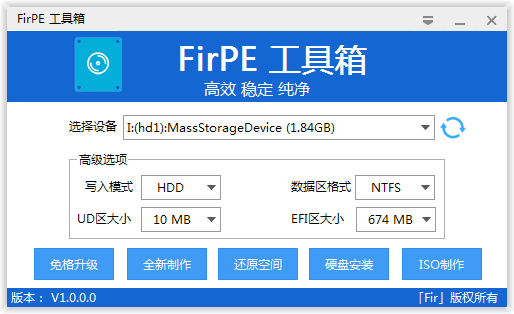 FirPE 工具箱
FirPE 工具箱
高效 稳定 纯净
选择设备 I:(hd1):MassStorageDevice (1.84GB)
高级选项
写入模式 HDD 数据区格式 NTFS
UD区大小 10 MB EFI区大小 674 MB
免格升级 全新制作 还原空间 硬盘安装 ISO制作
版本： V1.0.0.0 「Fir」版权所有